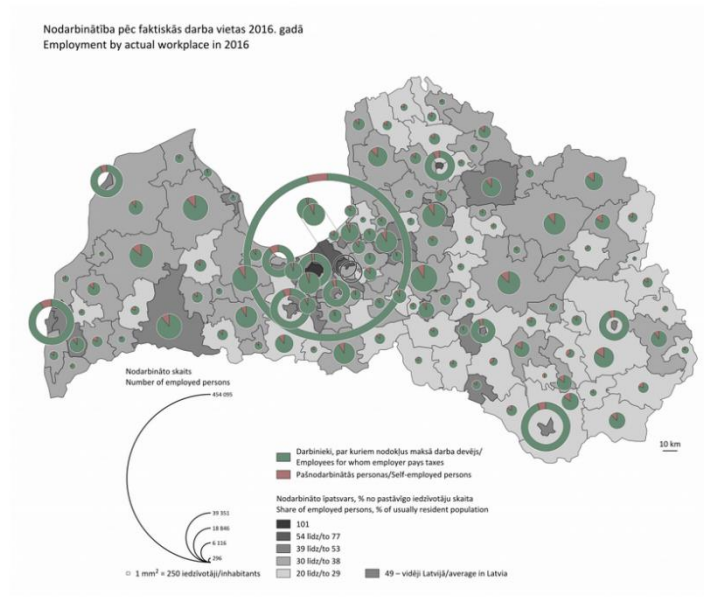 Nodarbinātība pēc faktiskās darba vietas 2016. gadā
Employment by actual workplace in 2016
Nodarbināto skaits
Number of employed persons
454 095
39 351
18 846
6 116
296
1 mm² = 250 iedzīvotāji/inhabitants
Darbinieki, par kuriem nodokļus maksā darba devējs/
Employees for whom employer pays taxes
Pašnodarbinātās personas/Self-employed persons
Nodarbināto īpatsvars, % no pastāvīgo iedzīvotāju skaita
Share of employed persons, % of usually resident population
101
54 līdz/to 77
39 līdz/to 53
30 līdz/to 38
20 līdz/to 29
49 – vidēji Latvijā/average in Latvia
10 km